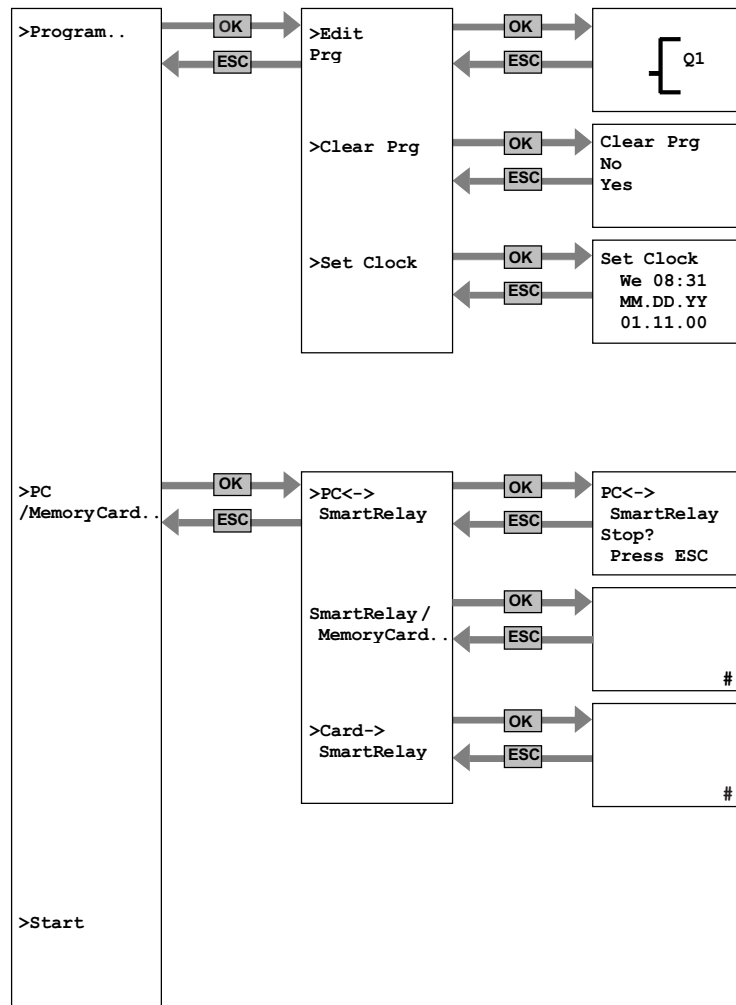 >Program..
OK
ESC
>Edit
Prg
OK
ESC
Q1
>Clear Prg
OK
ESC
Clear Prg
No
Yes
>Set Clock
OK
ESC
Set Clock
We 08:31
MM.DD.YY
01.11.00
>PC
/MemoryCard..
OK
ESC
>PC<->
SmartRelay
OK
ESC
PC<->
SmartRelay
Stop?
Press ESC
SmartRelay/
MemoryCard..
OK
ESC
#
>Card->
SmartRelay
OK
ESC
#
>Start